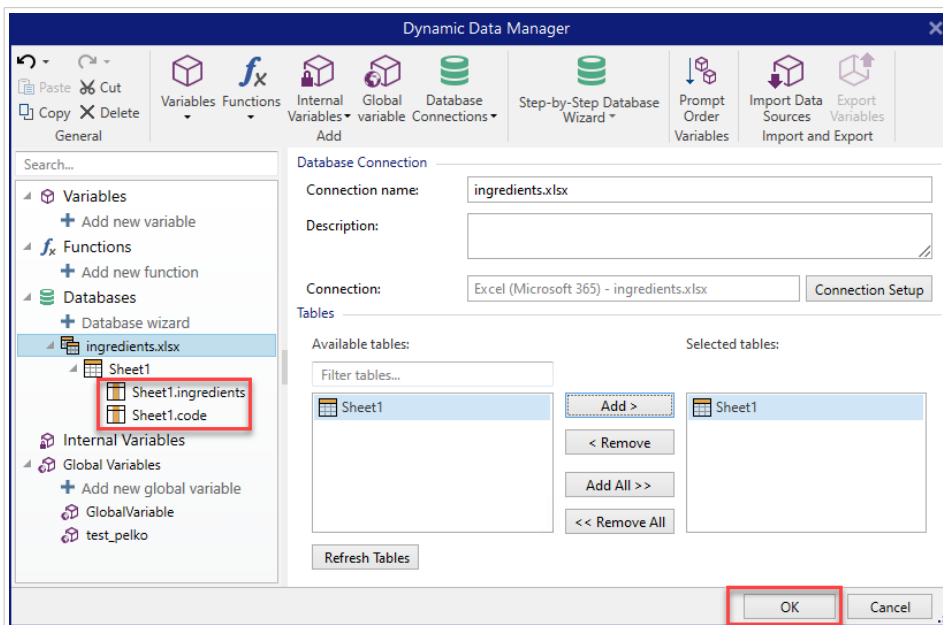 Dynamic Data Manager
Paste Cut
Copy Delete
General
Variables Functions
Internal Variables
Global variable
Database Connections
Add
Step-by-Step Database Wizard
Prompt Order
Variables
Import Data Sources
Export Variables
Import and Export
Search...
Variables
Add new variable
Functions
Add new function
Databases
Database wizard
ingredients.xlsx
Sheet1
Sheet1.ingredients
Sheet1.code
Internal Variables
Global Variables
Add new global variable
GlobalVariable
test_pelko
Database Connection
Connection name: ingredients.xlsx
Description:
Connection: Excel (Microsoft 365) - ingredients.xlsx Connection Setup
Tables
Available tables: Selected tables:
Filter tables...
Sheet1 Add > Sheet1
< Remove
Add All >>
<< Remove All
Refresh Tables
OK Cancel